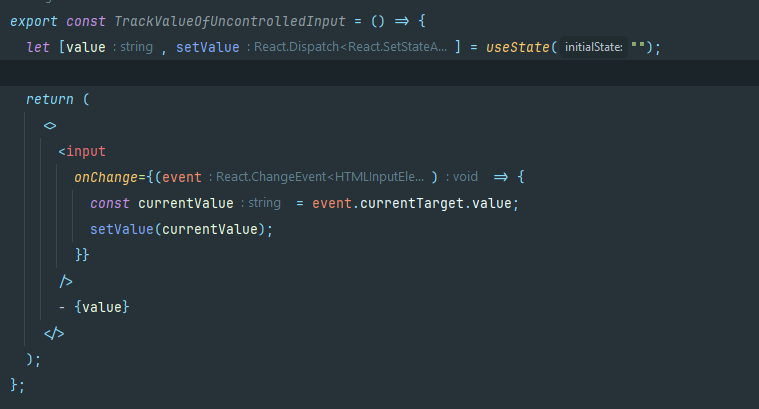 export const TrackValueOfUncontrolledInput = () => {
let [value : string , setValue : React.Dispatch<React.SetStateA... ] = useState( initialState: "");
return (
<>
<input
onChange={(event : React.ChangeEvent<HTMLInputEle... ) : void => {
const currentValue : string = event.currentTarget.value;
setValue(currentValue);
}}
/>
- {value}
</>
);
};